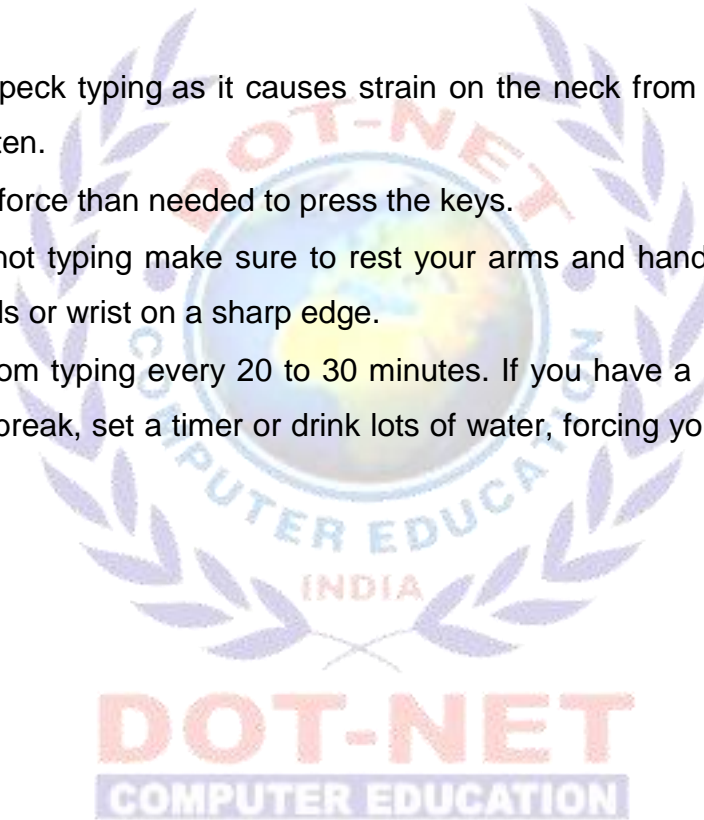 peck typing as it causes strain on the neck from
ten.
force than needed to press the keys.
not typing make sure to rest your arms and hand
ls or wrist on a sharp edge.
om typing every 20 to 30 minutes. If you have a
break, set a timer or drink lots of water, forcing yo
DOT-NET
COMPUTER EDUCATION
INDIA
DOT-NET
COMPUTER EDUCATION